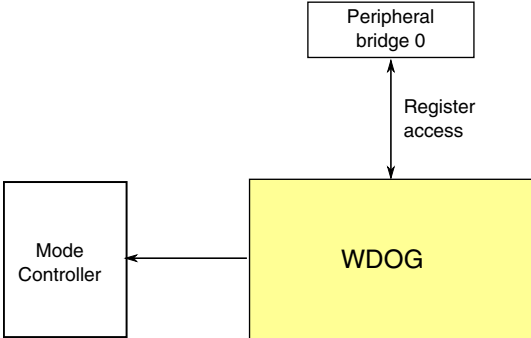 Peripheral
bridge 0
Register
access
Mode
Controller
WDOG